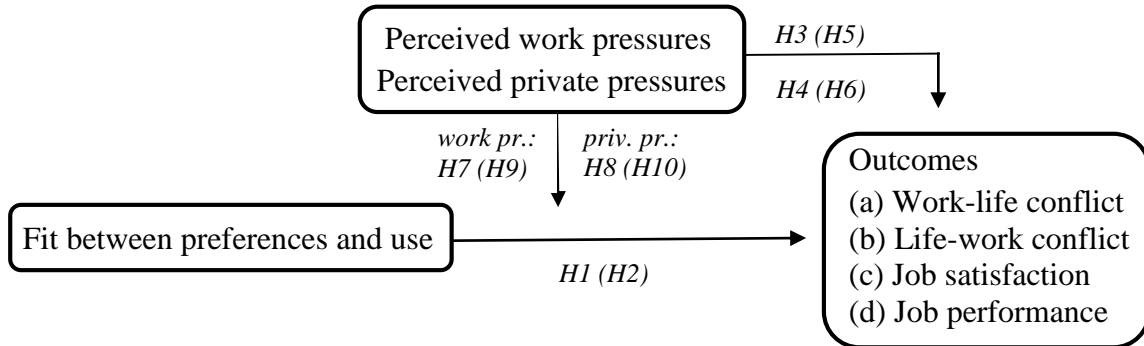 Perceived work pressures
Perceived private pressures
H3 (H5)
H4 (H6)
work pr.:
H7 (H9)
priv. pr.:
H8 (H10)
Outcomes
(a) Work-life conflict
(b) Life-work conflict
(c) Job satisfaction
(d) Job performance
Fit between preferences and use
H1 (H2)